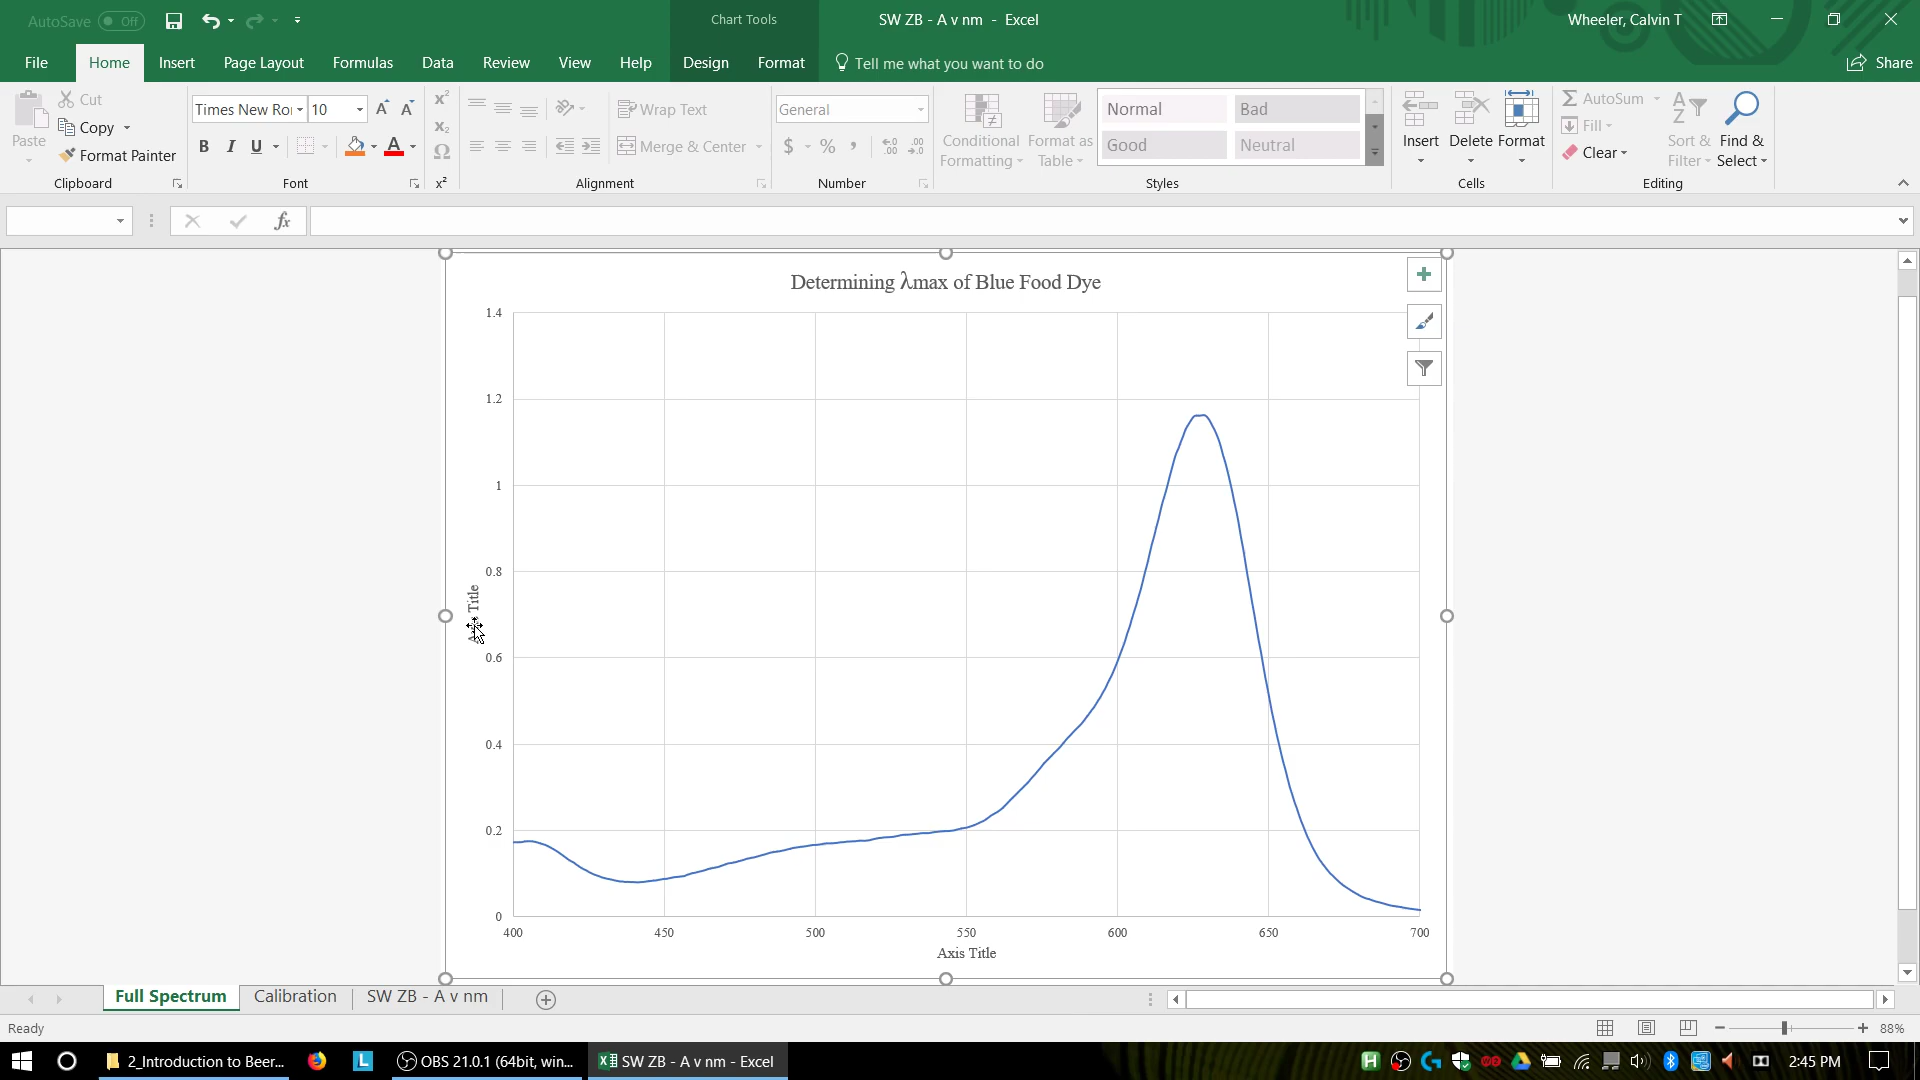 AutoSave Off
Chart Tools
SW ZB - A v nm - Excel
Wheeler, Calvin T
File Home Insert Page Layout Formulas Data Review View Help Design Format Tell me what you want to do Share
Cut
Copy
Format Painter
Paste
Clipboard
Times New Ro 10
B I U
Font
Wrap Text
Merge & Center
Alignment
General
$ % ,
Number
Conditional Formatting
Format as Table
Normal Bad
Good Neutral
Styles
Insert Delete Format
Cells
AutoSum
Fill
Clear
Sort & Filter
Find & Select
Editing
fx
Determining λmax of Blue Food Dye
1.4
1.2
1
0.8
0.6
0.4
0.2
0
Title
400 450 500 550 600 650 700
Axis Title
Full Spectrum Calibration SW ZB - A v nm
Ready
88%
2_Introduction to Beer...
L
OBS 21.0.1 (64bit, win...
SW ZB - A v nm - Excel
2:45 PM